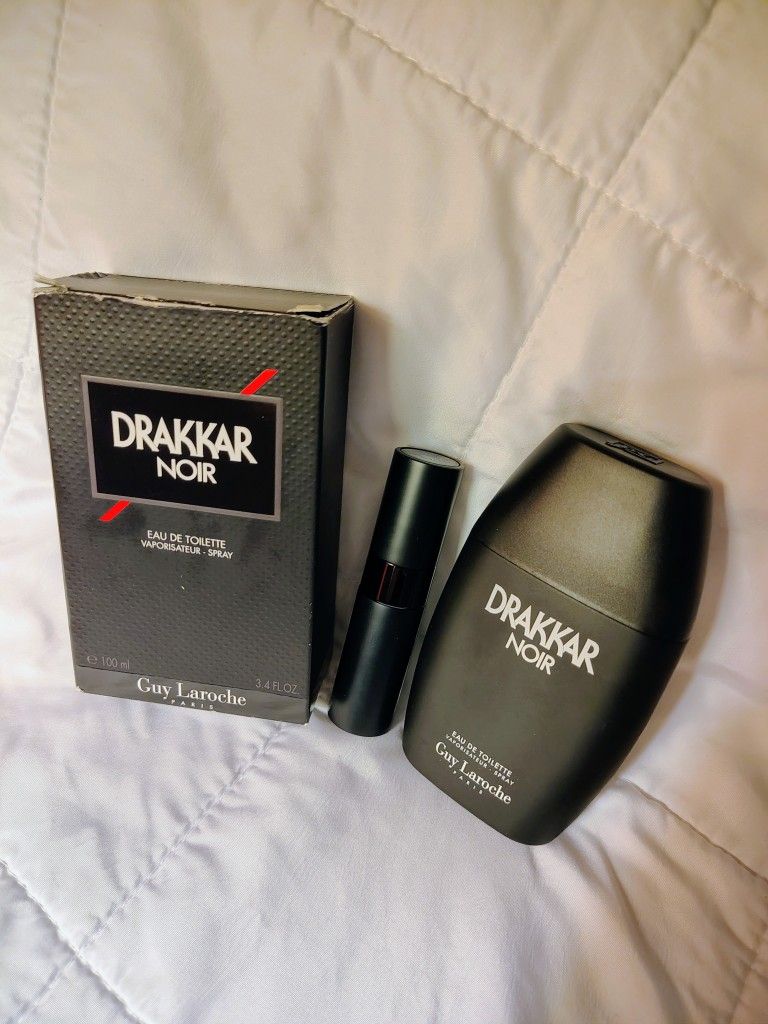 DRAKKAR
NOIR
EAU DE TOILETTE
VAPORISATEUR - SPRAY
e 100 ml
3.4 FL.OZ.
Guy Laroche
PARIS
DRAKKAR
NOIR
EAU DE TOILETTE
VAPORISATEUR - SPRAY
Guy Laroche
PARIS